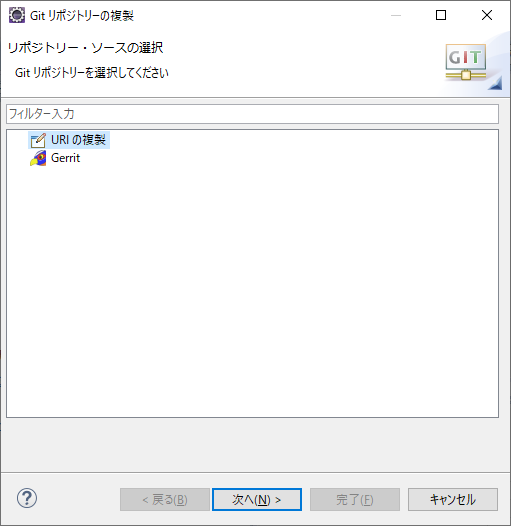 Git リポジトリーの複製
リポジトリー・ソースの選択
Git リポジトリーを選択してください
GIT
フィルター入力
URI の複製
Gerrit
?
< 戻る(B)
次へ(N) >
完了(F)
キャンセル